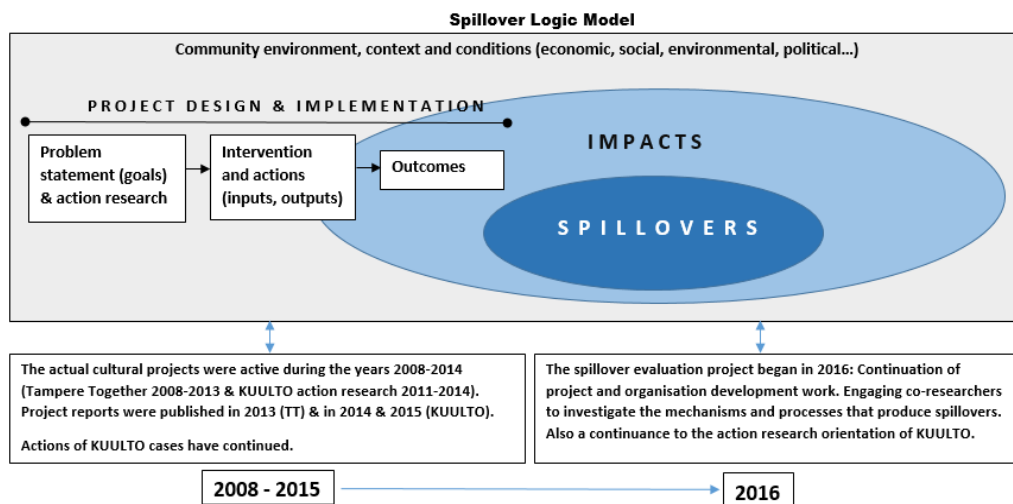 Spillover Logic Model
Community environment, context and conditions (economic, social, environmental, political…)
PROJECT DESIGN & IMPLEMENTATION
Problem
statement (goals)
& action research
Intervention
and actions
(inputs, outputs)
Outcomes
IMPACTS
SPILLOVERS
The actual cultural projects were active during the years 2008-2014
(Tampere Together 2008-2013 & KUULTO action research 2011-2014).
Project reports were published in 2013 (TT) & in 2014 & 2015 (KUULTO).
Actions of KUULTO cases have continued.
The spillover evaluation project began in 2016: Continuation of
project and organisation development work. Engaging co-researchers
to investigate the mechanisms and processes that produce spillovers.
Also a continuance to the action research orientation of KUULTO.
2008 - 2015
2016